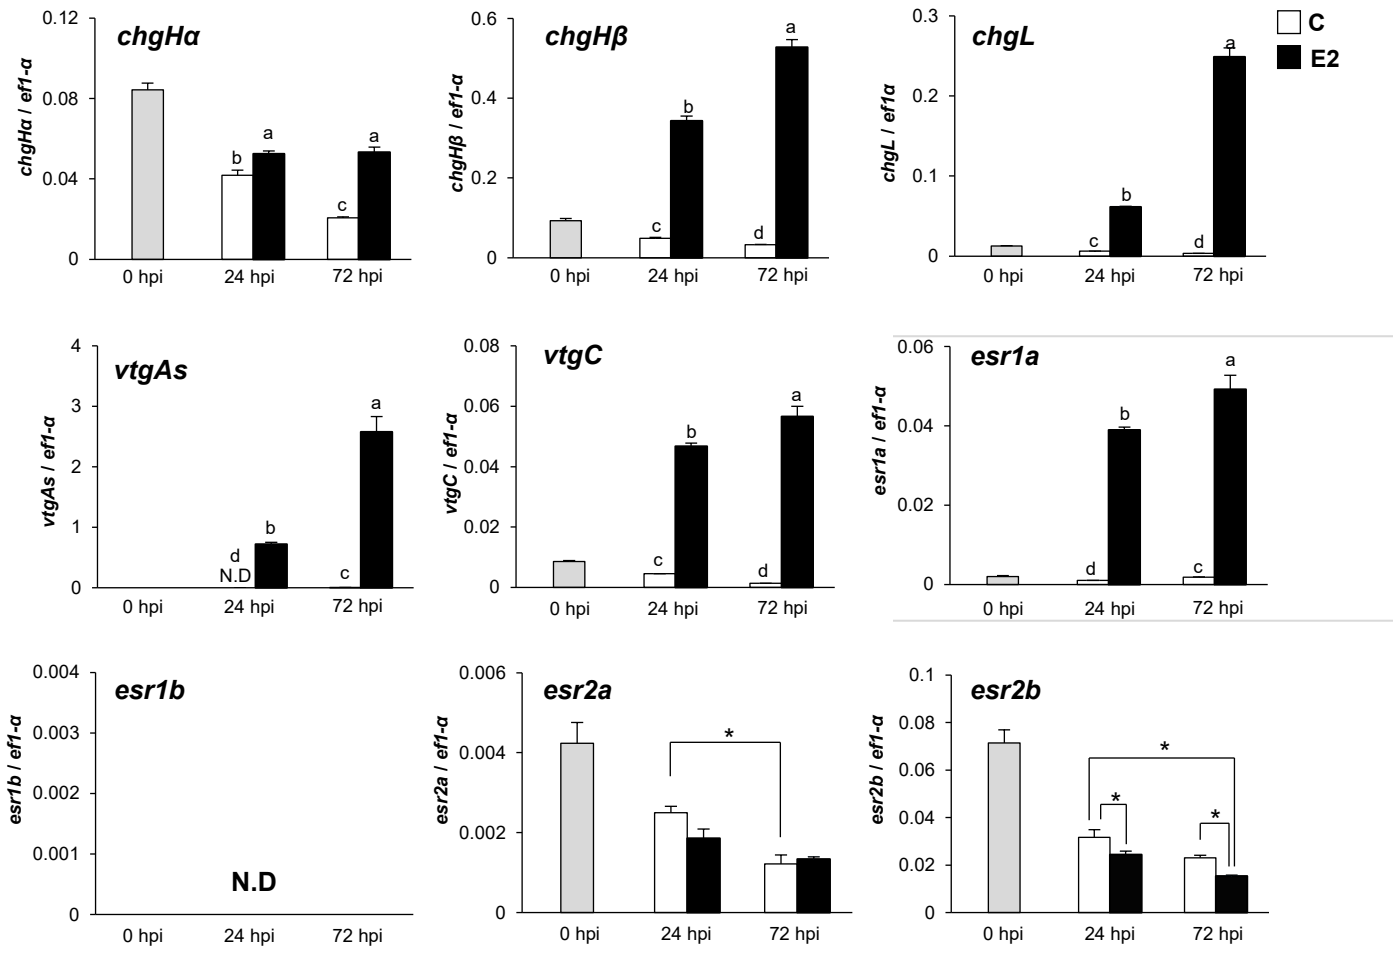 chgHα
chgHα / ef1-α
0.12
0.08
0.04
0
b
a
c
a
0 hpi
24 hpi
72 hpi
chgHβ
chgHβ / ef1-α
0.6
0.4
0.2
0
c
b
d
a
0 hpi
24 hpi
72 hpi
chgL
chgL / ef1α
0.3
0.2
0.1
0
c
b
d
a
0 hpi
24 hpi
72 hpi
C
E2
vtgAs
vtgAs / ef1-α
4
3
2
1
0
d
N.D
b
c
a
0 hpi
24 hpi
72 hpi
vtgC
vtgC / ef1-α
0.08
0.06
0.04
0.02
0
c
b
d
a
0 hpi
24 hpi
72 hpi
esr1a
esr1a / ef1-α
0.06
0.04
0.02
0
d
b
c
a
0 hpi
24 hpi
72 hpi
esr1b
esr1b / ef1-α
0.004
0.003
0.002
0.001
0
N.D
0 hpi
24 hpi
72 hpi
esr2a
esr2a / ef1-α
0.006
0.004
0.002
0
*
0 hpi
24 hpi
72 hpi
esr2b
esr2b / ef1-α
0.1
0.08
0.06
0.04
0.02
0
*
*
*
0 hpi
24 hpi
72 hpi